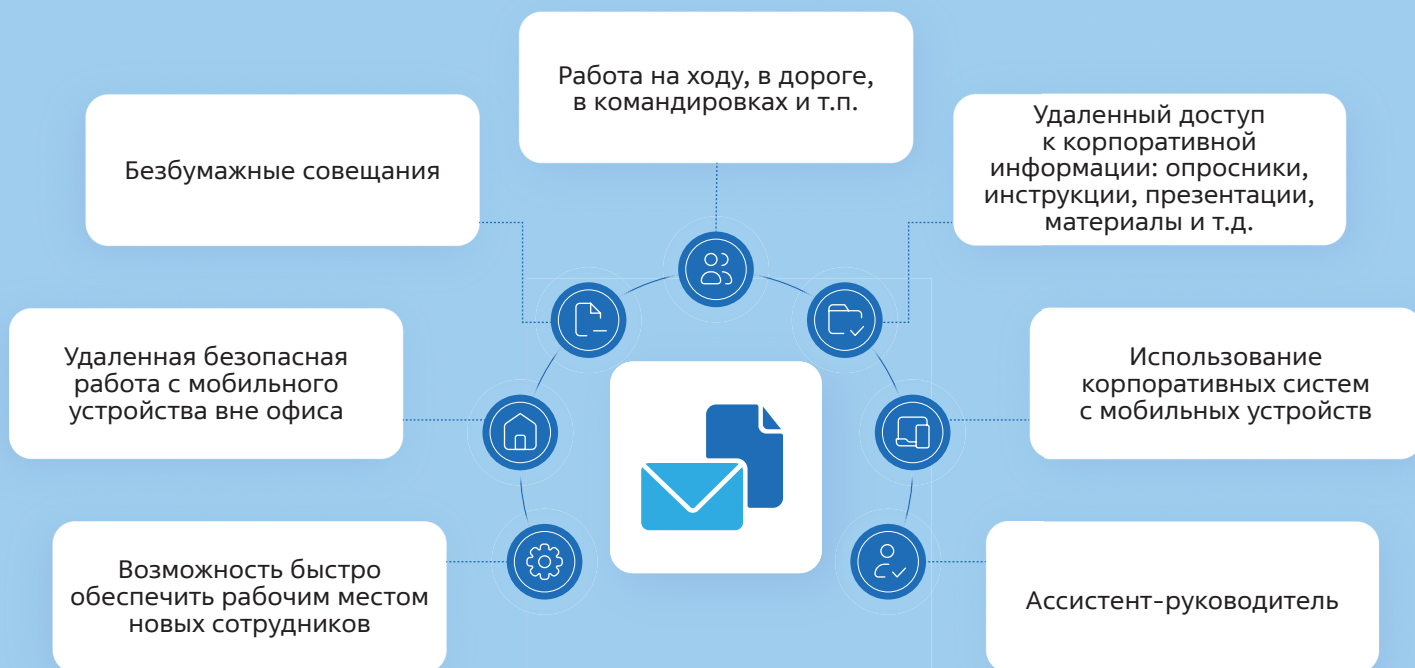 Работа на ходу, в дороге,
в командировках и т.п.
Безбумажные совещания
Удаленный доступ
к корпоративной
информации: опросники,
инструкции, презентации,
материалы и т.д.
Удаленная безопасная
работа с мобильного
устройства вне офиса
Использование
корпоративных систем
с мобильных устройств
Возможность быстро
обеспечить рабочим местом
новых сотрудников
Ассистент-руководитель